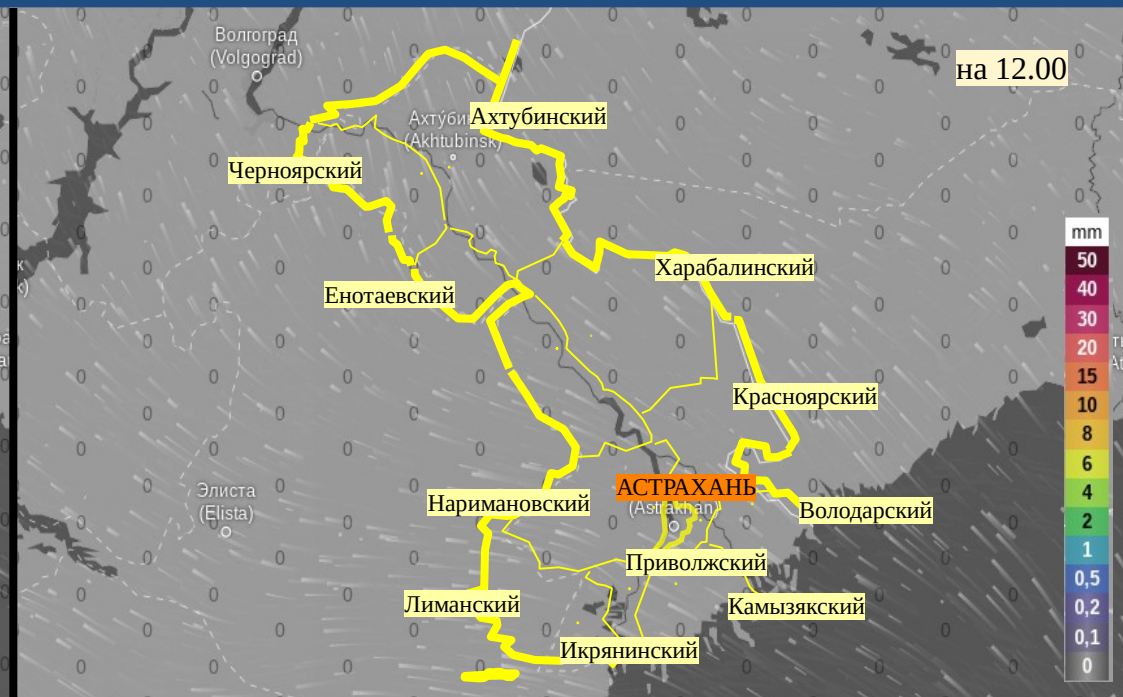 Волгоград
(Volgograd)
на 12.00
Ахтуби
(Akhtubinsk)
Ахтубинский
Черноярский
Харабалинский
Енотаевский
Красноярский
АСТРАХАНЬ
(Astrakhan)
Элиста
(Elista)
Наримановский
Володарский
Приволжский
Лиманский
Камызякский
Икрянинский
mm
50
40
30
20
15
10
8
6
4
2
1
0,5
0,2
0,1
0